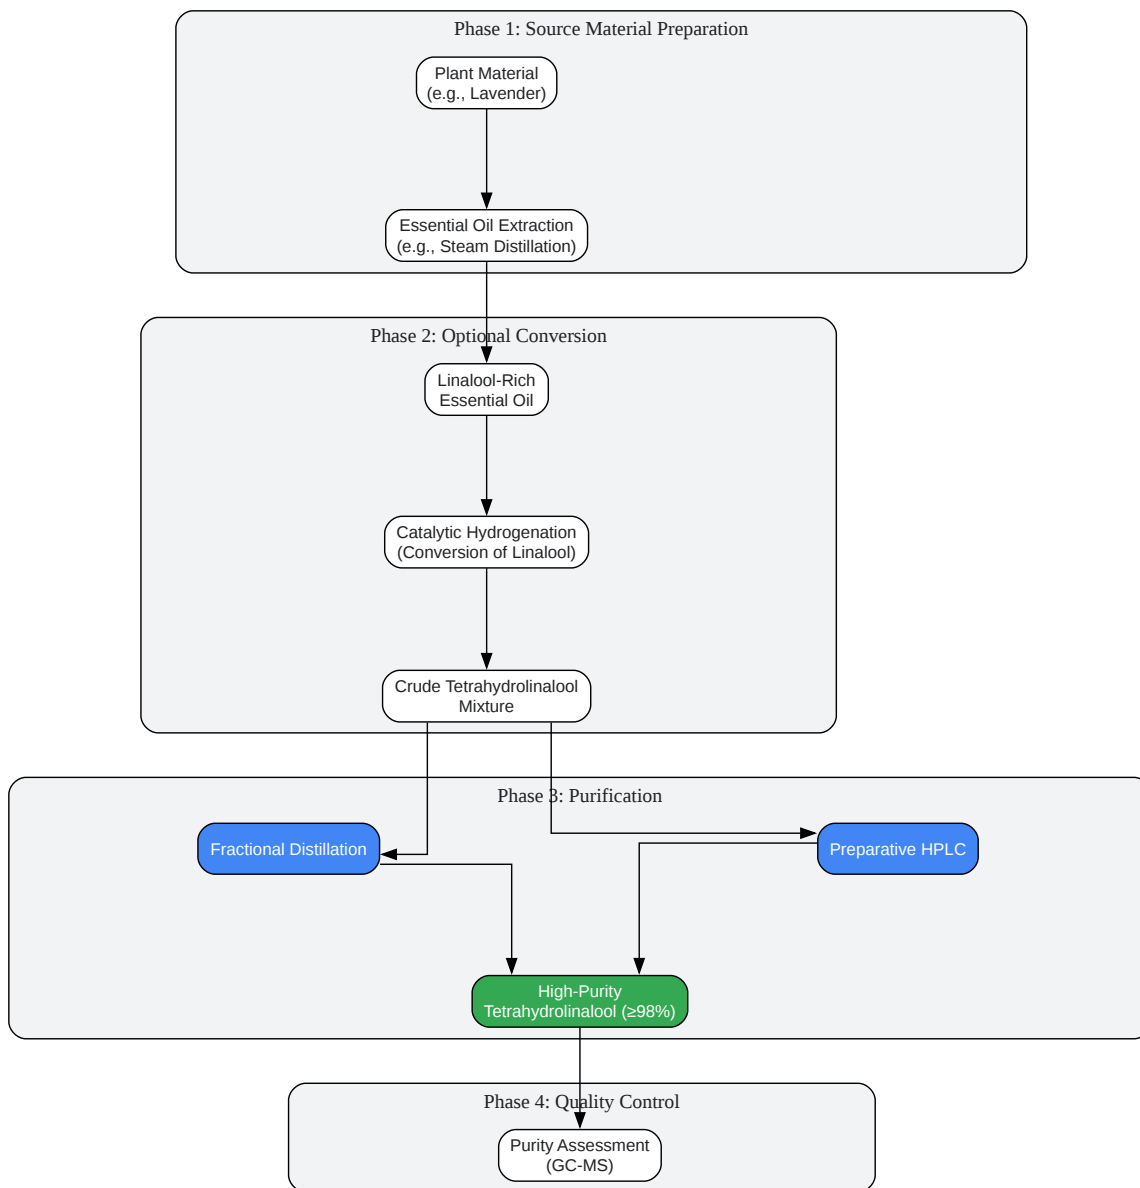 Phase 1: Source Material Preparation
Plant Material
(e.g., Lavender)
Essential Oil Extraction
(e.g., Steam Distillation)
Phase 2: Optional Conversion
Linalool-Rich
Essential Oil
Catalytic Hydrogenation
(Conversion of Linalool)
Crude Tetrahydrolinalool
Mixture
Phase 3: Purification
Fractional Distillation
Preparative HPLC
High-Purity
Tetrahydrolinalool (≥98%)
Phase 4: Quality Control
Purity Assessment
(GC-MS)